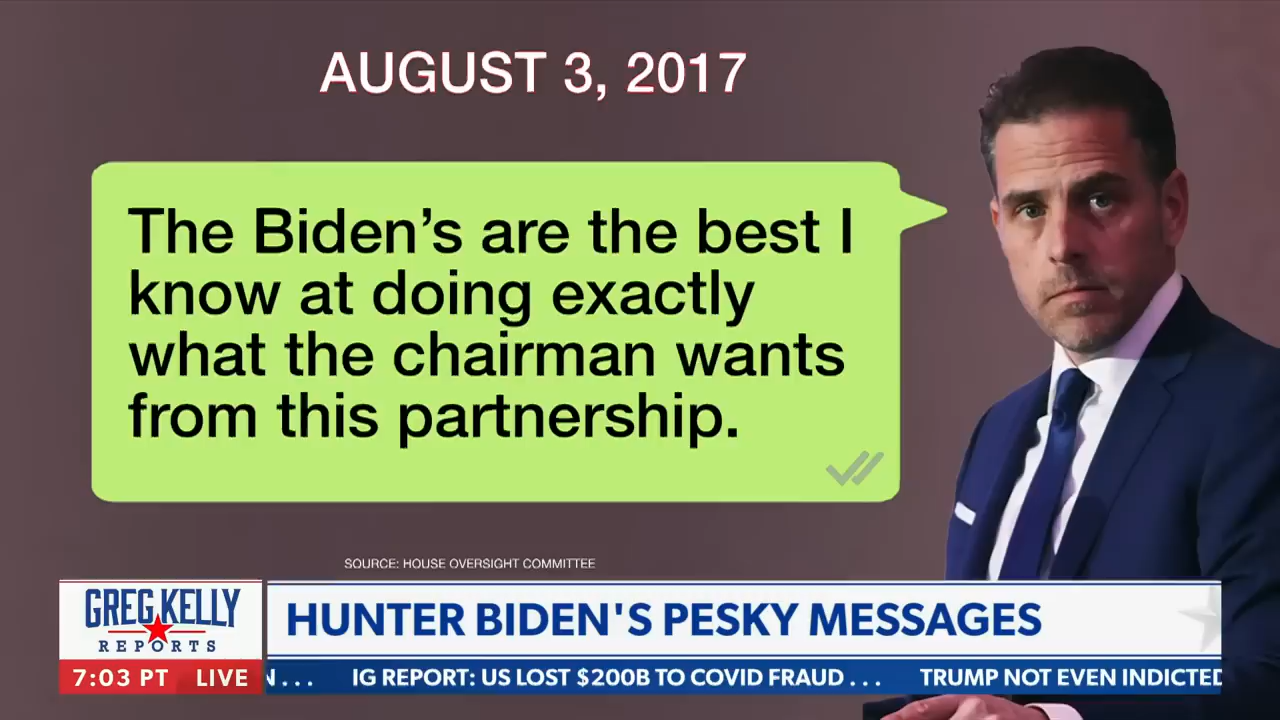 AUGUST 3, 2017
The Biden's are the best I
know at doing exactly
what the chairman wants
from this partnership.
SOURCE: HOUSE OVERSIGHT COMMITTEE
GREG KELLY
REPORTS
HUNTER BIDEN'S PESKY MESSAGES
7:03 PT LIVE
N... IG REPORT: US LOST $200B TO COVID FRAUD... TRUMP NOT EVEN INDICTED